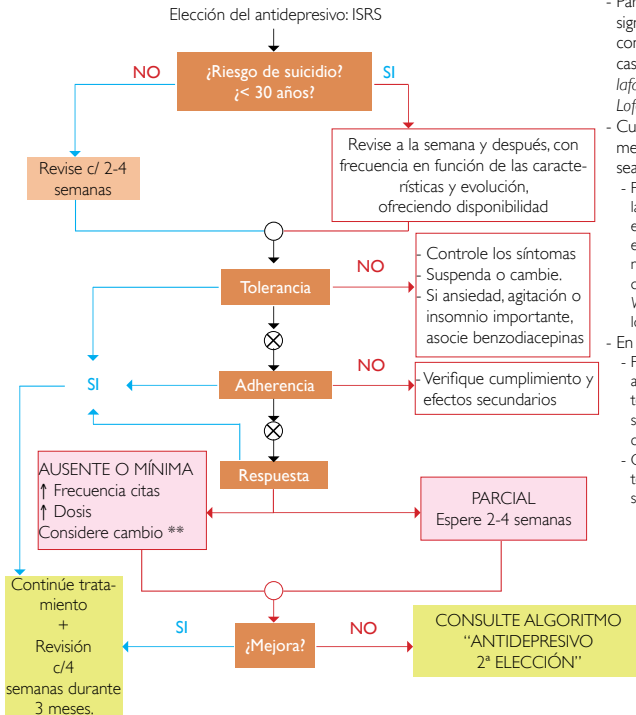 Elección del antidepresivo: ISRS
NO
¿Riesgo de suicidio?
¿< 30 años?
SI
Revise c/ 2-4
semanas
Revise a la semana y después, con
frecuencia en función de las caracte-
rísticas y evolución,
ofreciendo disponibilidad
Tolerancia
NO
- Controle los síntomas
- Suspenda o cambie.
- Si ansiedad, agitación o
insomnio importante,
asocie benzodiacepinas
SI
Adherencia
NO
- Verifique cumplimiento y
efectos secundarios
Respuesta
AUSENTE O MÍNIMA
↑ Frecuencia citas
↑ Dosis
Considere cambio **
PARCIAL
Espere 2-4 semanas
Continúe trata-
miento
+
Revisión
c/4
semanas durante
3 meses.
SI
¿Mejora?
NO
CONSULTE ALGORITMO
“ANTIDEPRESIVO
2ª ELECCIÓN”